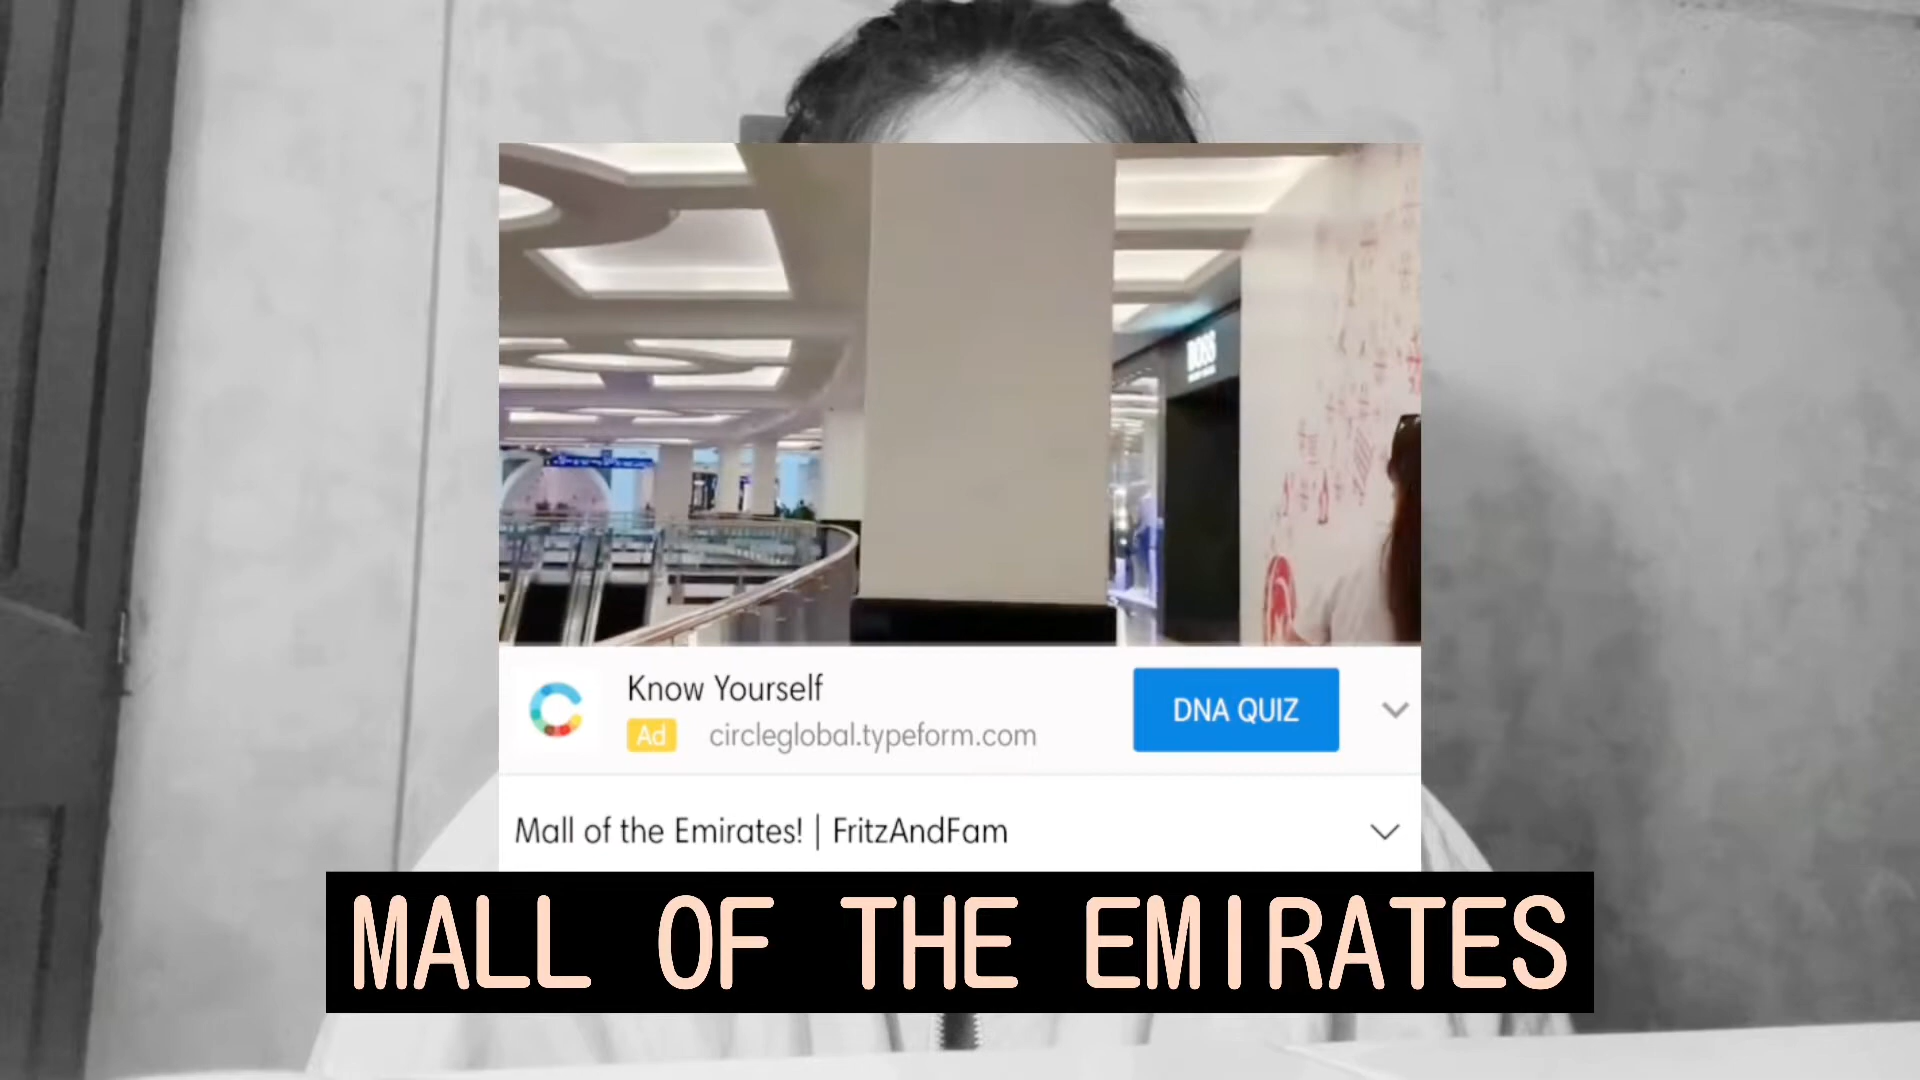 BOSS
Know Yourself
DNA QUIZ
Ad circleglobal.typeform.com
Mall of the Emirates! | FritzAndFam
MALL OF THE EMIRATES